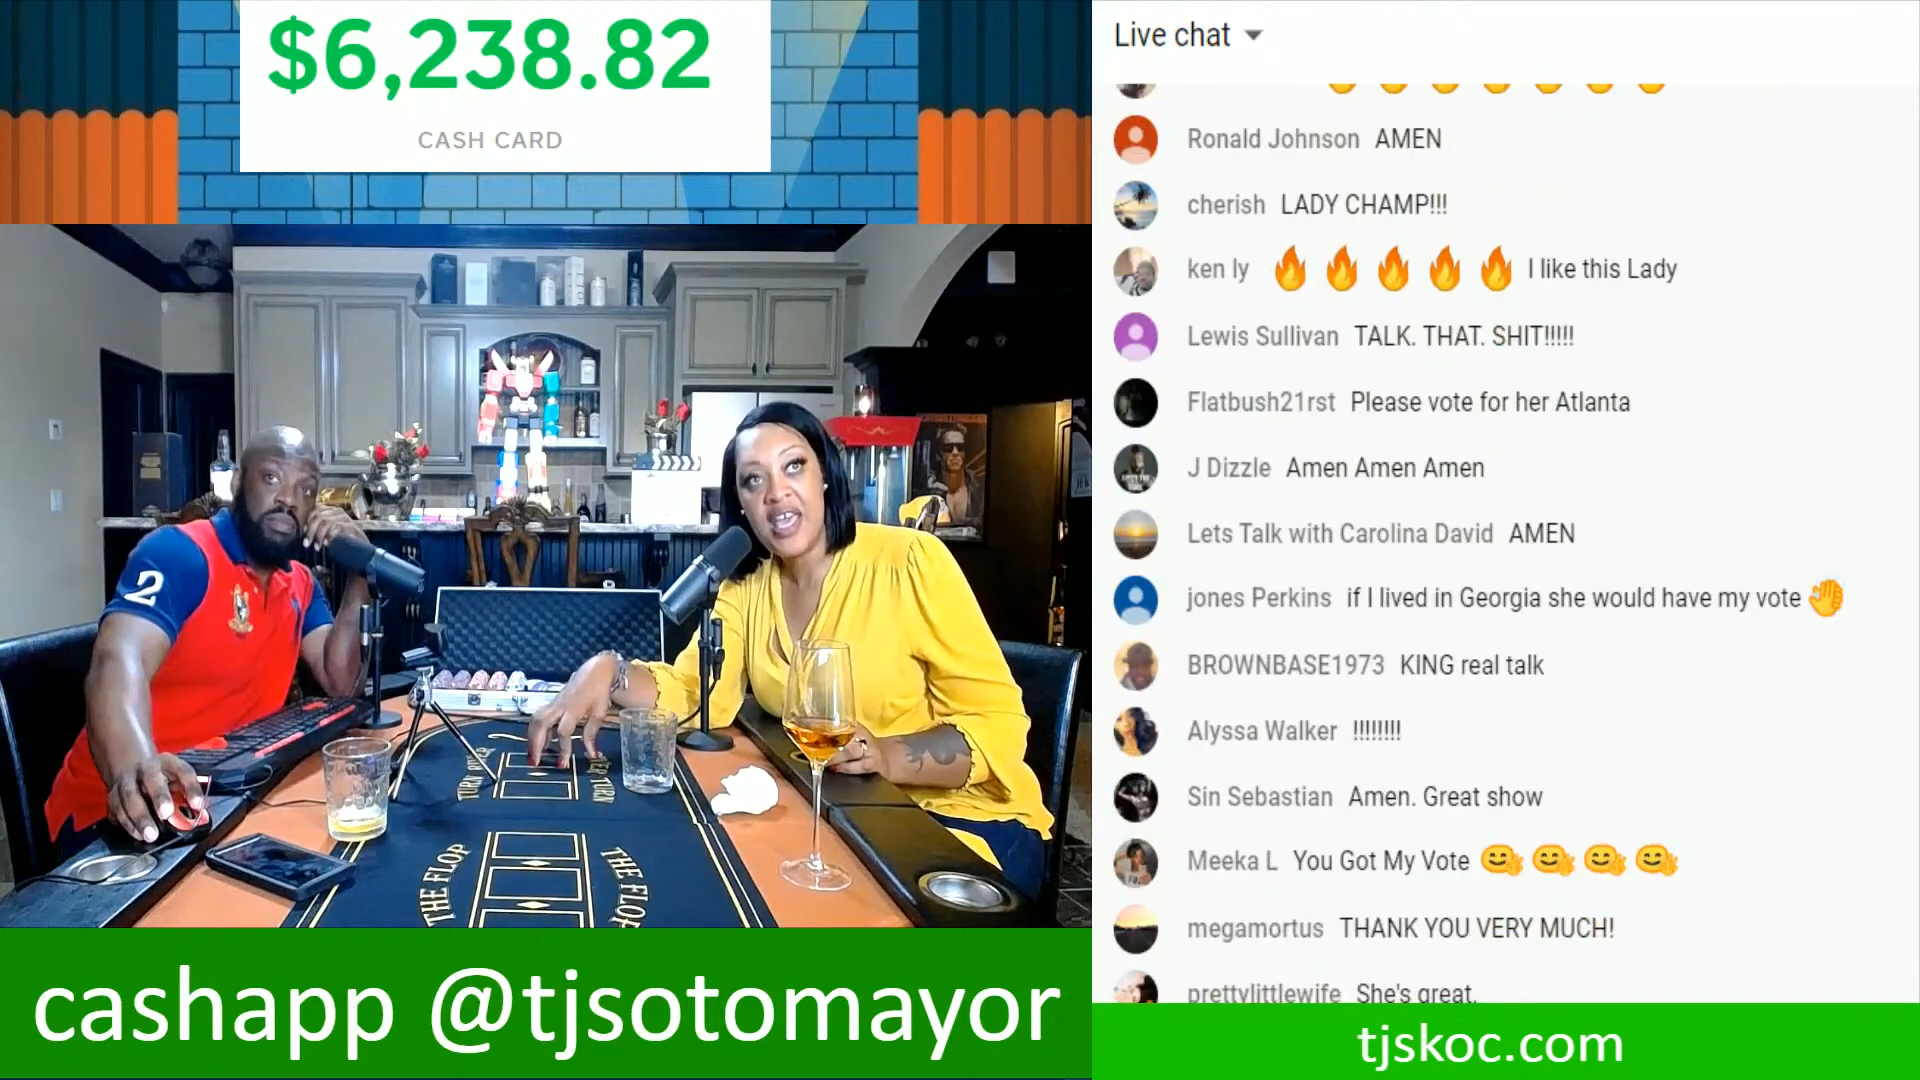 $6,238.82
CASH CARD
2
TURN RIVER
THE FLOP
THE FLOP
cashapp @tjsotomayor
Live chat
Ronald Johnson AMEN
cherish LADY CHAMP!!!
ken ly 🔥🔥🔥🔥🔥 I like this Lady
Lewis Sullivan TALK. THAT. SHIT!!!!!
Flatbush21rst Please vote for her Atlanta
J Dizzle Amen Amen Amen
Lets Talk with Carolina David AMEN
jones Perkins if I lived in Georgia she would have my vote 👋
BROWNBASE1973 KING real talk
Alyssa Walker !!!!!!!!
Sin Sebastian Amen. Great show
Meeka L You Got My Vote 🤗🤗🤗🤗
megamortus THANK YOU VERY MUCH!
prettylittlewife She's great.
tjskoc.com